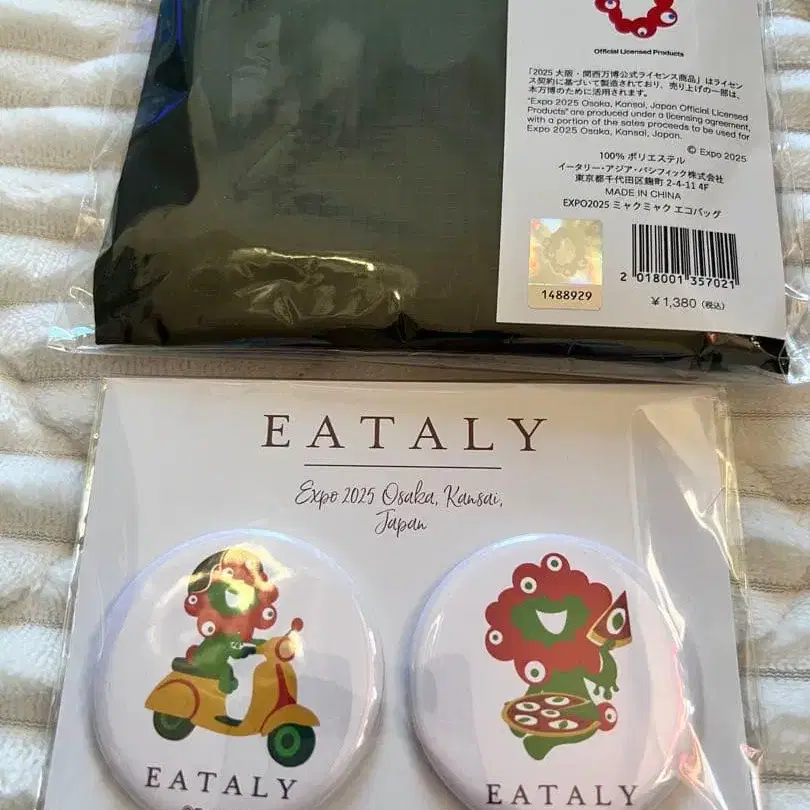 Official Licensed Products
「2025 大阪・関西万博公式ライセンス商品」はライセン
ス契約に基づいて製造されており、売り上げの一部は、
本万博のために活用されます。
"Expo 2025 Osaka, Kansai, Japan Official Licensed
Products" are produced under a licensing agreement,
with a portion of the sales proceeds to be used for
Expo 2025 Osaka, Kansai, Japan.
© Expo 2025
100% ポリエステル
イータリー・アジア・パシフィック株式会社
東京都千代田区麹町 2-4-11 4F
MADE IN CHINA
EXPO2025 ミャクミャク エコバッグ
1488929
2 018001 357021
¥1,380(税込)
EATALY
Expo 2025 Osaka, Kansai,
Japan
EATALY
EATALY